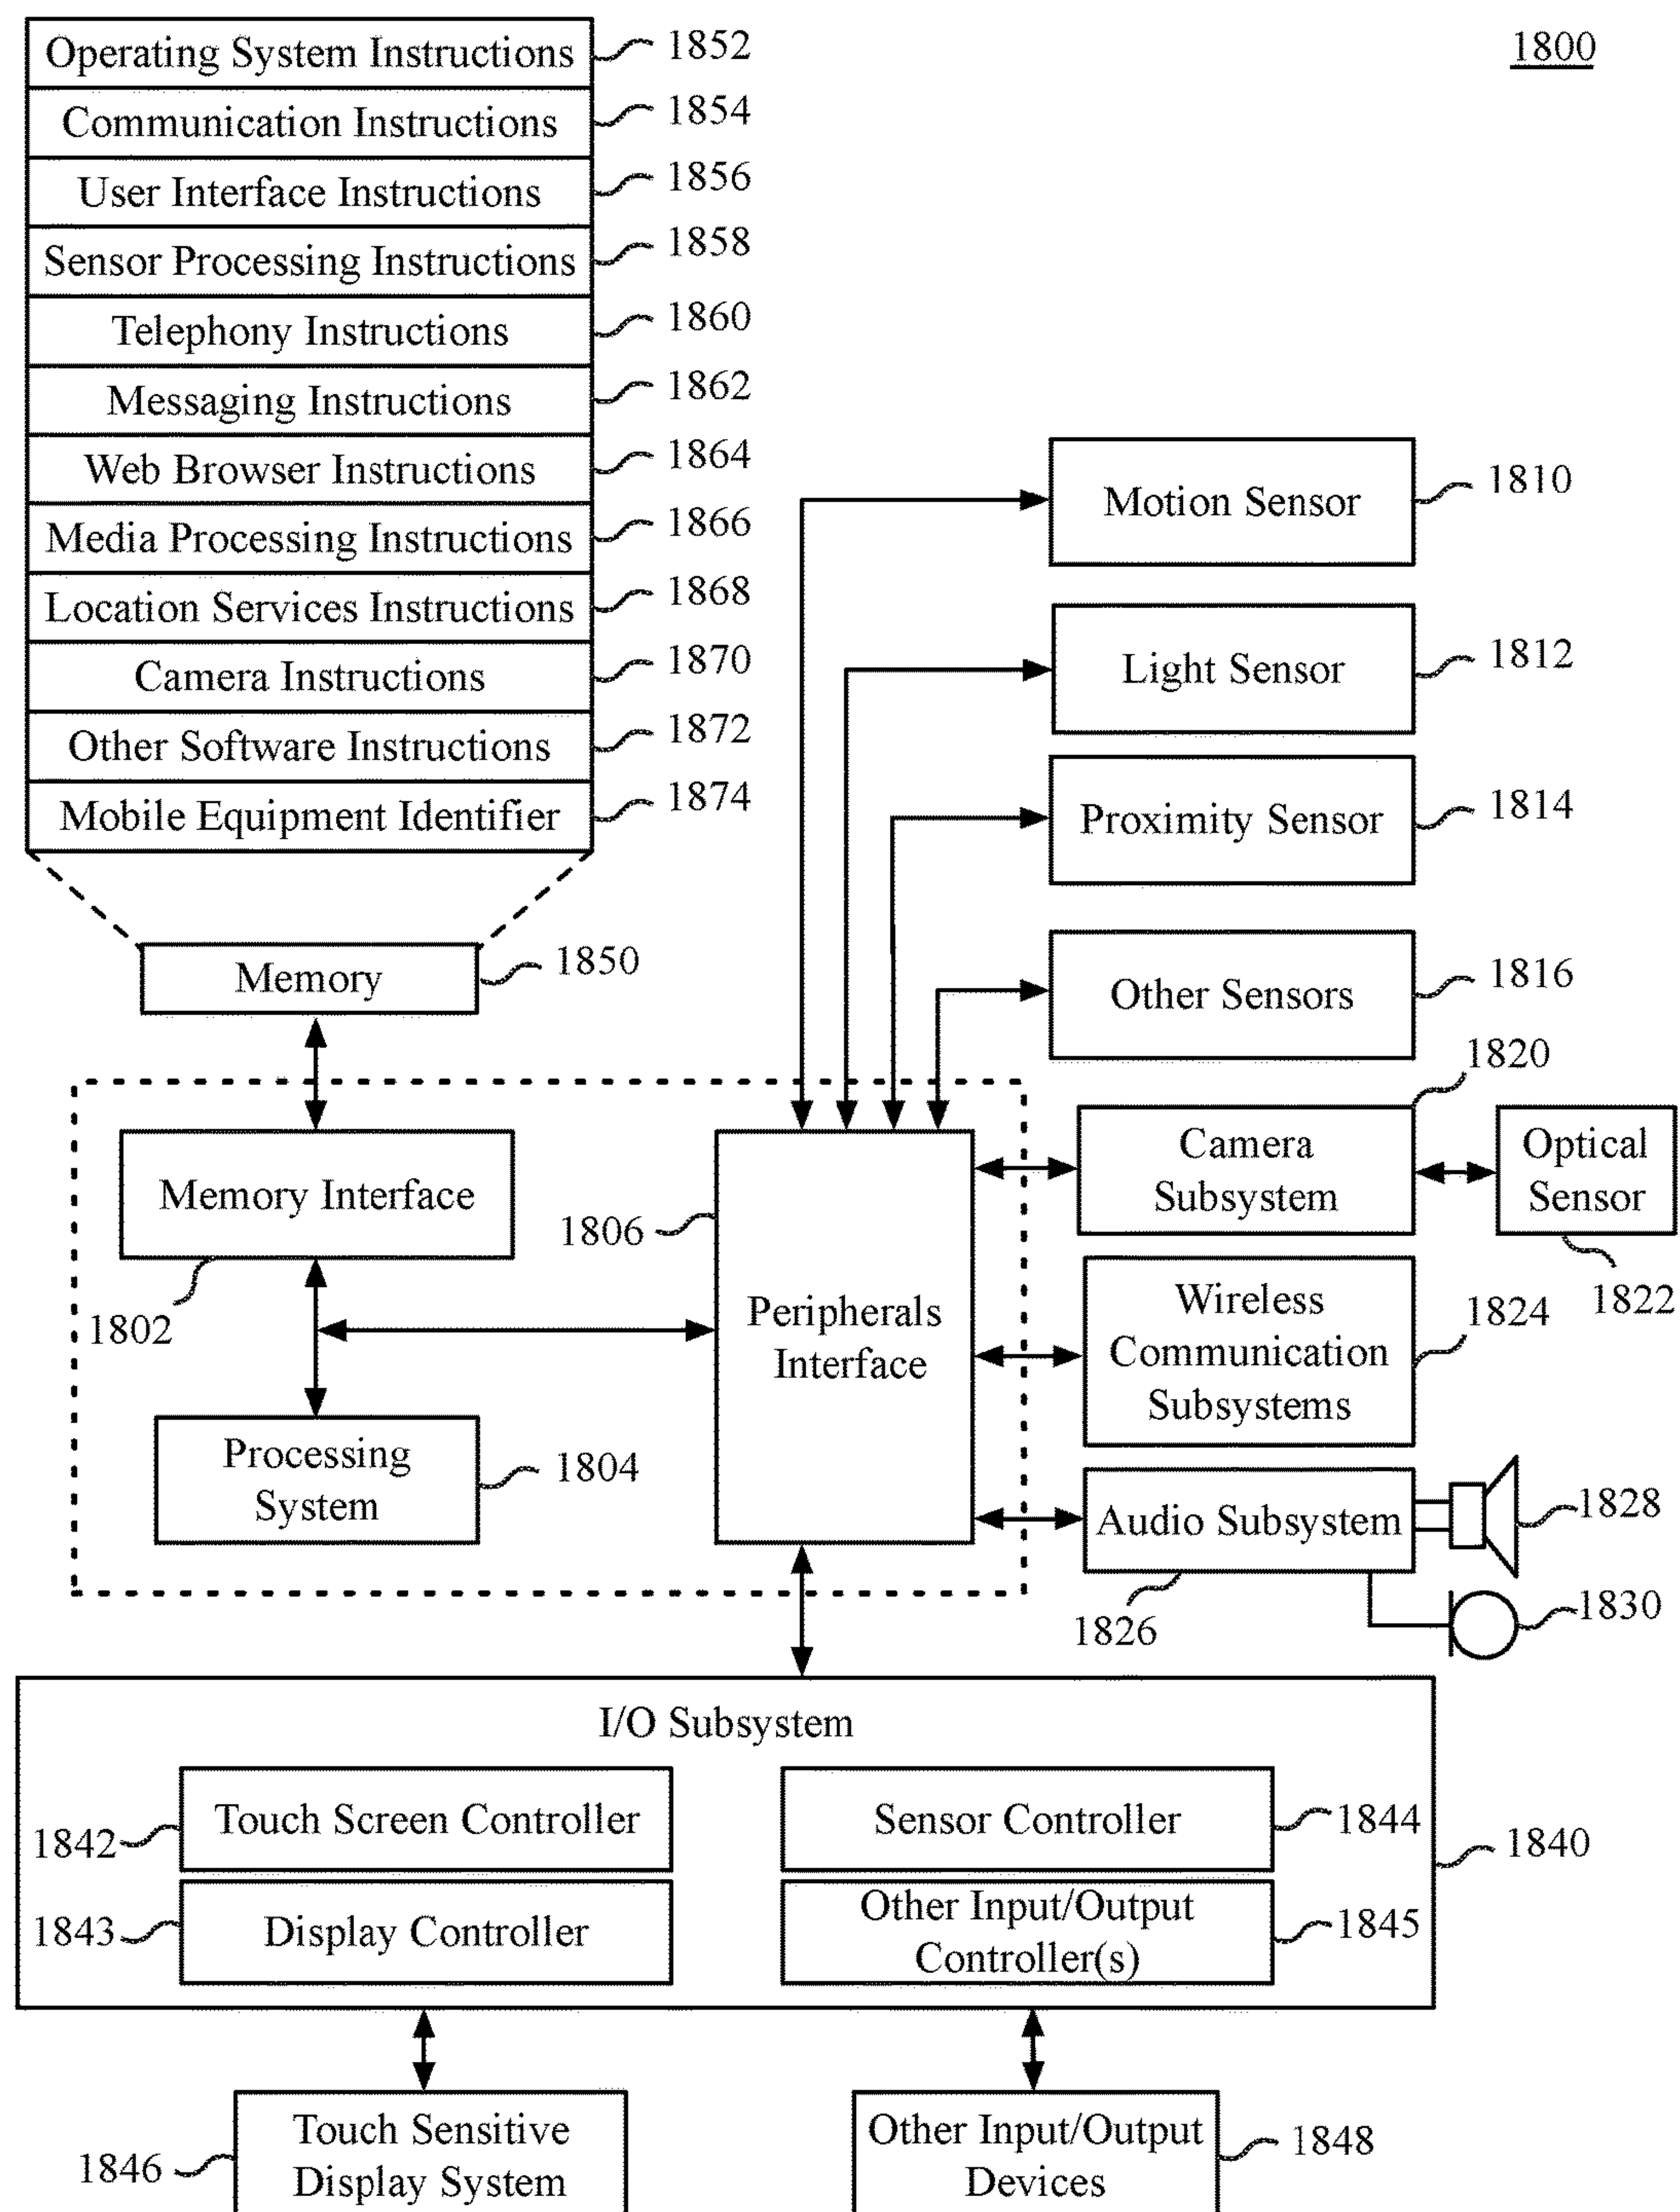 1800
Operating System Instructions
1852
Communication Instructions
1854
User Interface Instructions
1856
Sensor Processing Instructions
1858
Telephony Instructions
1860
Messaging Instructions
1862
Web Browser Instructions
1864
Media Processing Instructions
1866
Location Services Instructions
1868
Camera Instructions
1870
Other Software Instructions
1872
Mobile Equipment Identifier
1874
Memory
1850
Motion Sensor
1810
Light Sensor
1812
Proximity Sensor
1814
Other Sensors
1816
Memory Interface
1802
Processing
System
1804
1806
Peripherals
Interface
1820
Camera
Subsystem
Optical
Sensor
1822
Wireless
Communication
Subsystems
1824
Audio Subsystem
1826
1828
1830
I/O Subsystem
1840
Touch Screen Controller
1842
Sensor Controller
1844
Display Controller
1843
Other Input/Output
Controller(s)
1845
Touch Sensitive
Display System
1846
Other Input/Output
Devices
1848